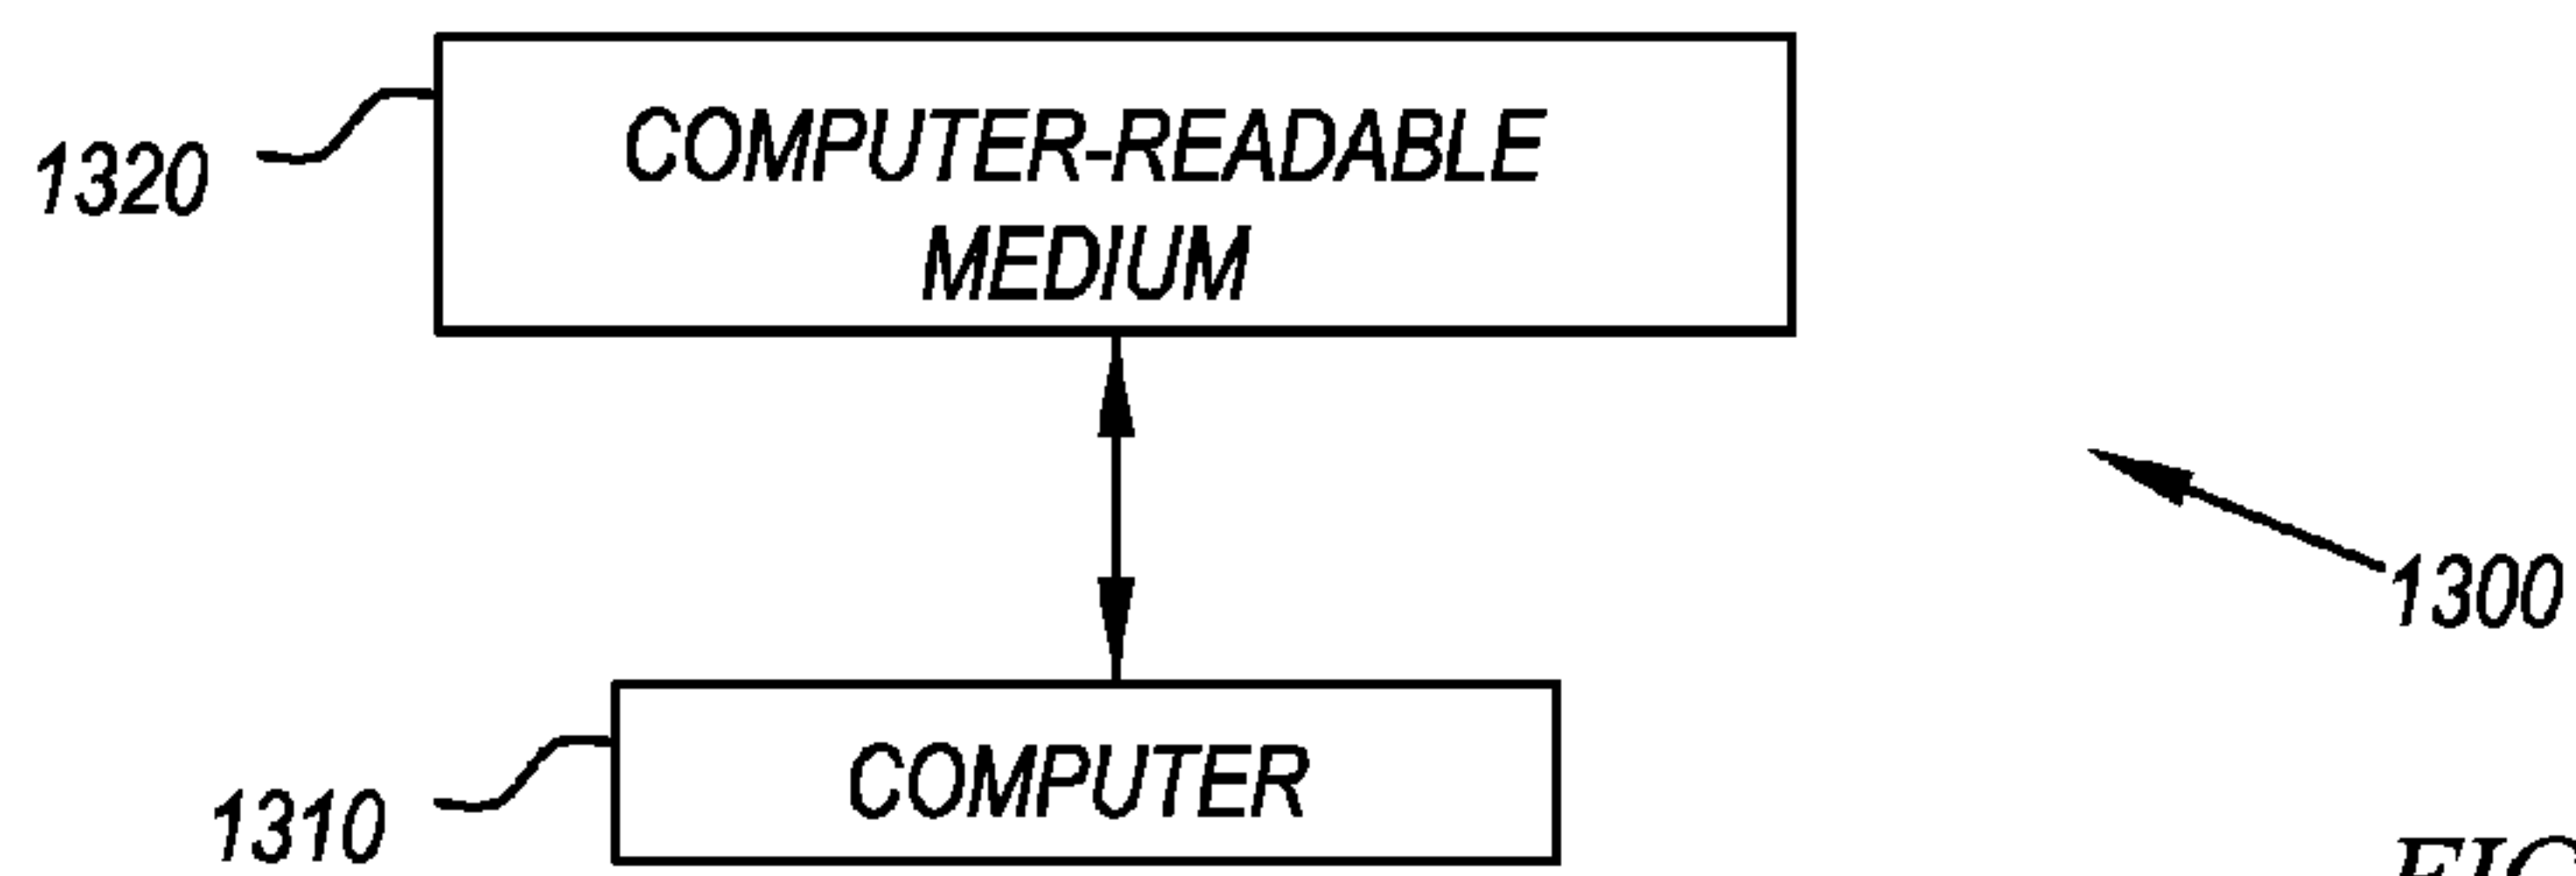 1320
COMPUTER-READABLE
MEDIUM
1300
1310
COMPUTER